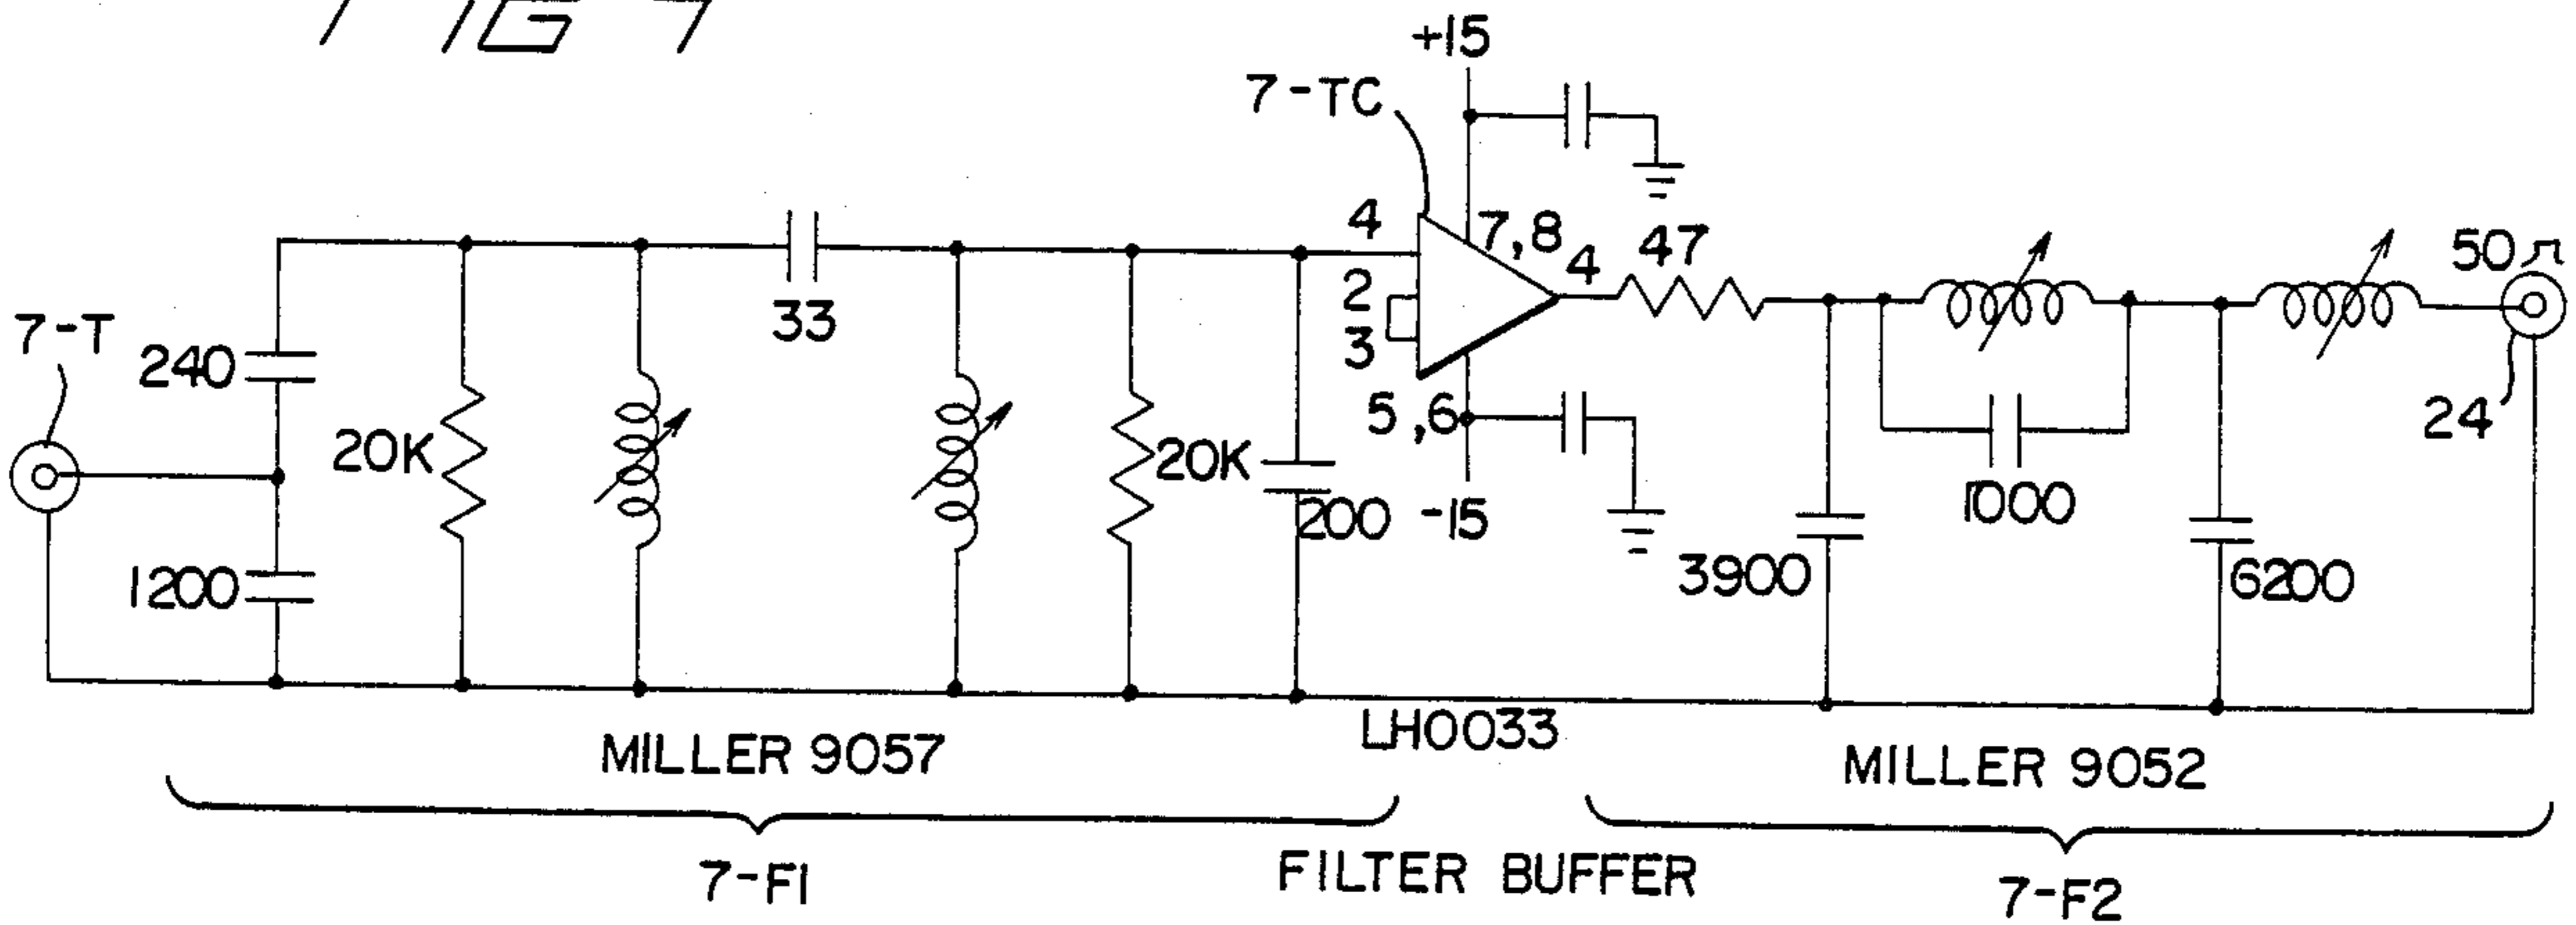 FIG 7
+15
7-TC
4
7,8
2
3
4
47
50Ω
7-T
240
33
20K
20K
5,6
24
1000
200
-15
1200
3900
6200
LH0033
MILLER 9057
MILLER 9052
7-F1
FILTER BUFFER
7-F2